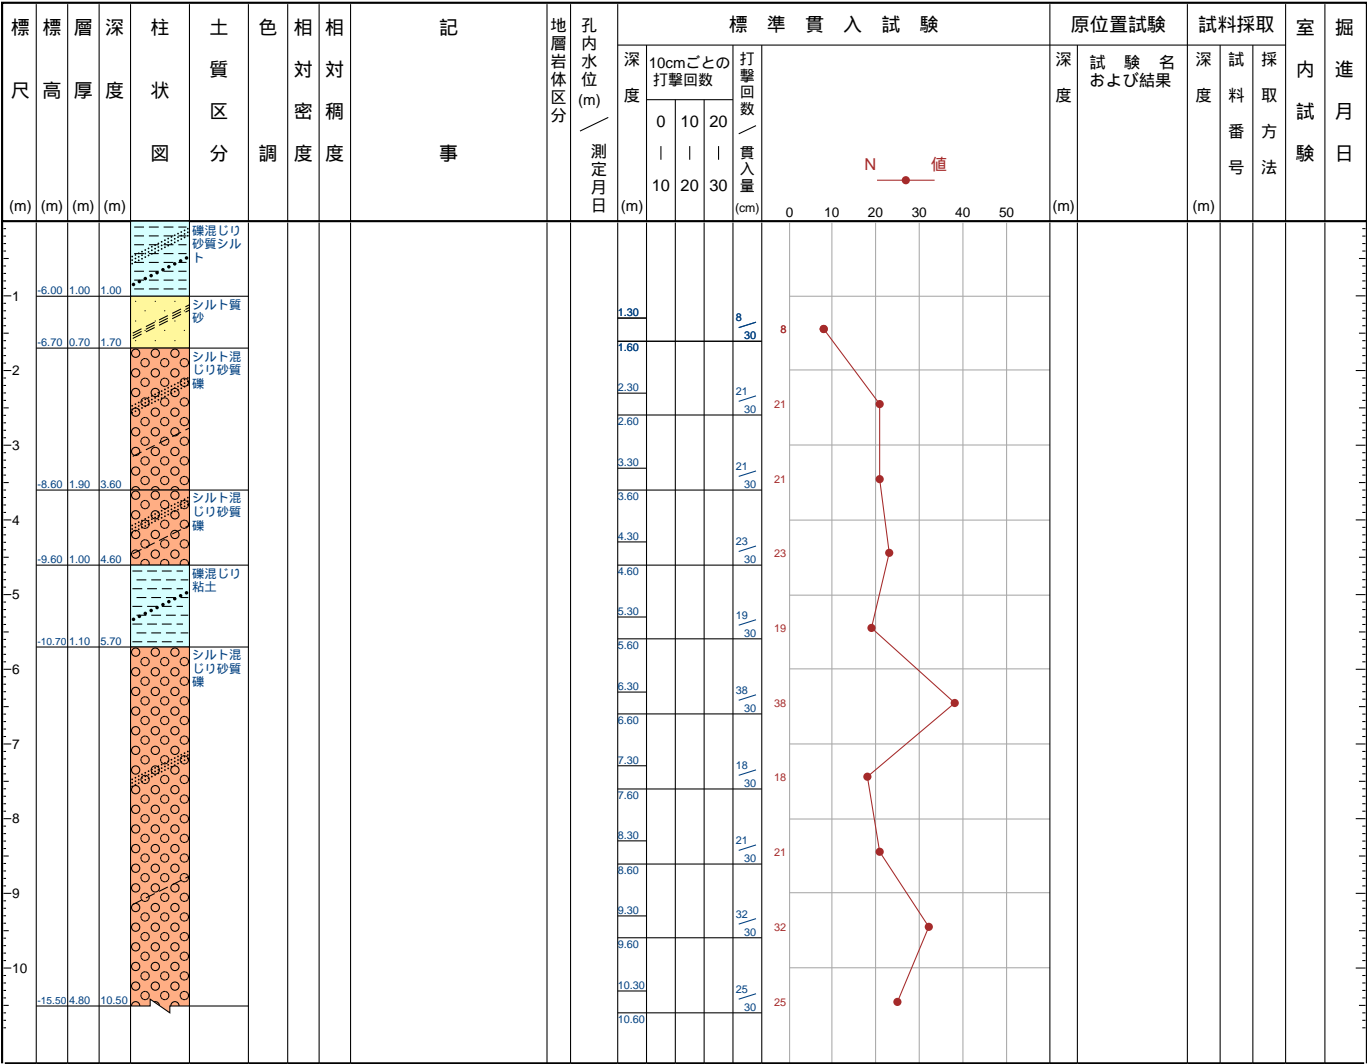 標尺(m)
標高(m)
層厚(m)
深度(m)
柱状図
土質区分
色調
相対密度
相対稠度
記事
地層岩体区分
孔内水位(m)／測定月日
標準貫入試験
深度(m)
10cmごとの
打撃回数
0 10 20
| | |
10 20 30
打撃回数／貫入量(cm)
N 値
0 10 20 30 40 50
原位置試験
深度(m)
試験名
および結果
試料採取
深度(m)
試料番号
採取方法
室内試験
掘進月日
礫混じり
砂質シル
ト
-6.00 1.00 1.00
1
シルト質
砂
1.30 8/30 8
1.60
-6.70 0.70 1.70
シルト混
じり砂質
礫
2
2.30 21/30 21
2.60
3
3.30 21/30 21
-8.60 1.90 3.60
3.60
シルト混
じり砂質
礫
4
4.30 23/30 23
-9.60 1.00 4.60
4.60
礫混じり
粘土
5
5.30 19/30 19
5.60
-10.70 1.10 5.70
シルト混
じり砂質
礫
6
6.30 38/30 38
6.60
7
7.30 18/30 18
7.60
8
8.30 21/30 21
8.60
9
9.30 32/30 32
9.60
10
10.30 25/30 25
-15.50 4.80 10.50
10.60